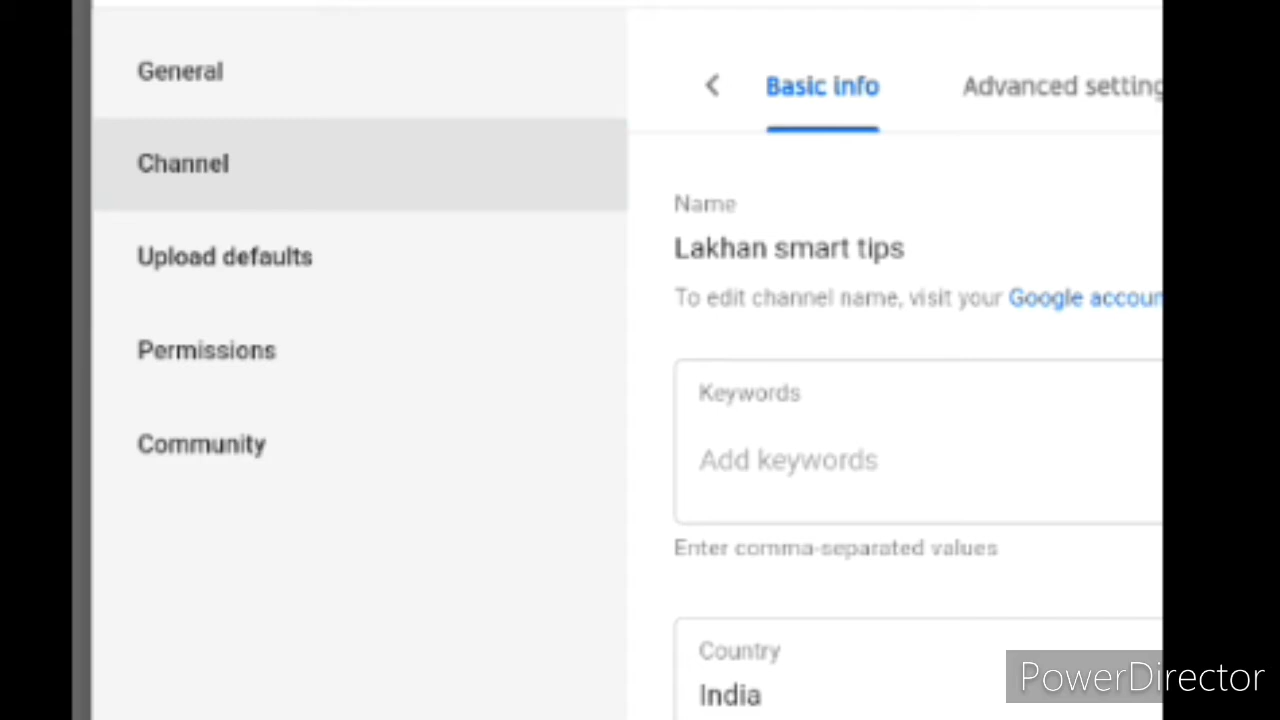 General
Channel
Upload defaults
Permissions
Community
Basic info
Advanced setting
Name
Lakhan smart tips
To edit channel name, visit your Google accoun
Keywords
Add keywords
Enter comma-separated values
Country
India
PowerDirector